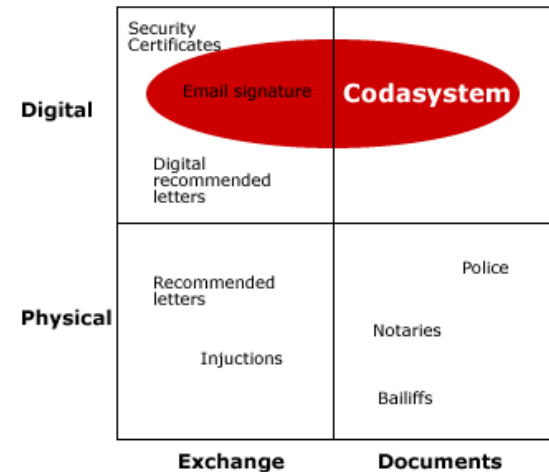 Security
Certificates
Email signature
Codasystem
Digital
Digital
recommended
letters
Recommended
letters
Police
Physical
Notaries
Injuctions
Bailiffs
Exchange
Documents